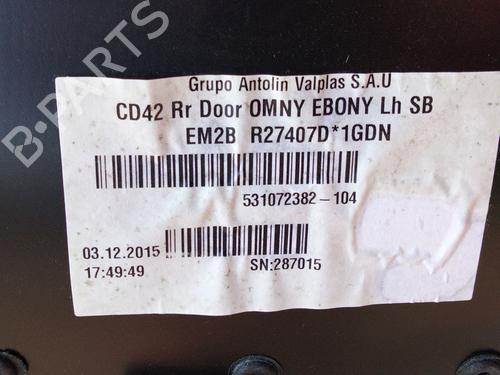 B-PARTS
Grupo Antolin Valplas S.A.U
CD42 Rr Door OMNY EBONY Lh SB
EM2B R27407D*1GDN
531072382-104
03.12.2015
17:49:49
SN:287015